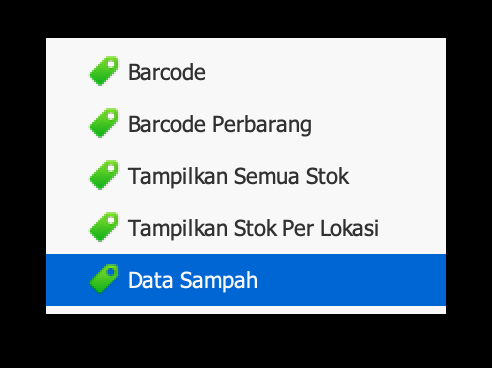 Barcode
Barcode Perbarang
Tampilkan Semua Stok
Tampilkan Stok Per Lokasi
Data Sampah